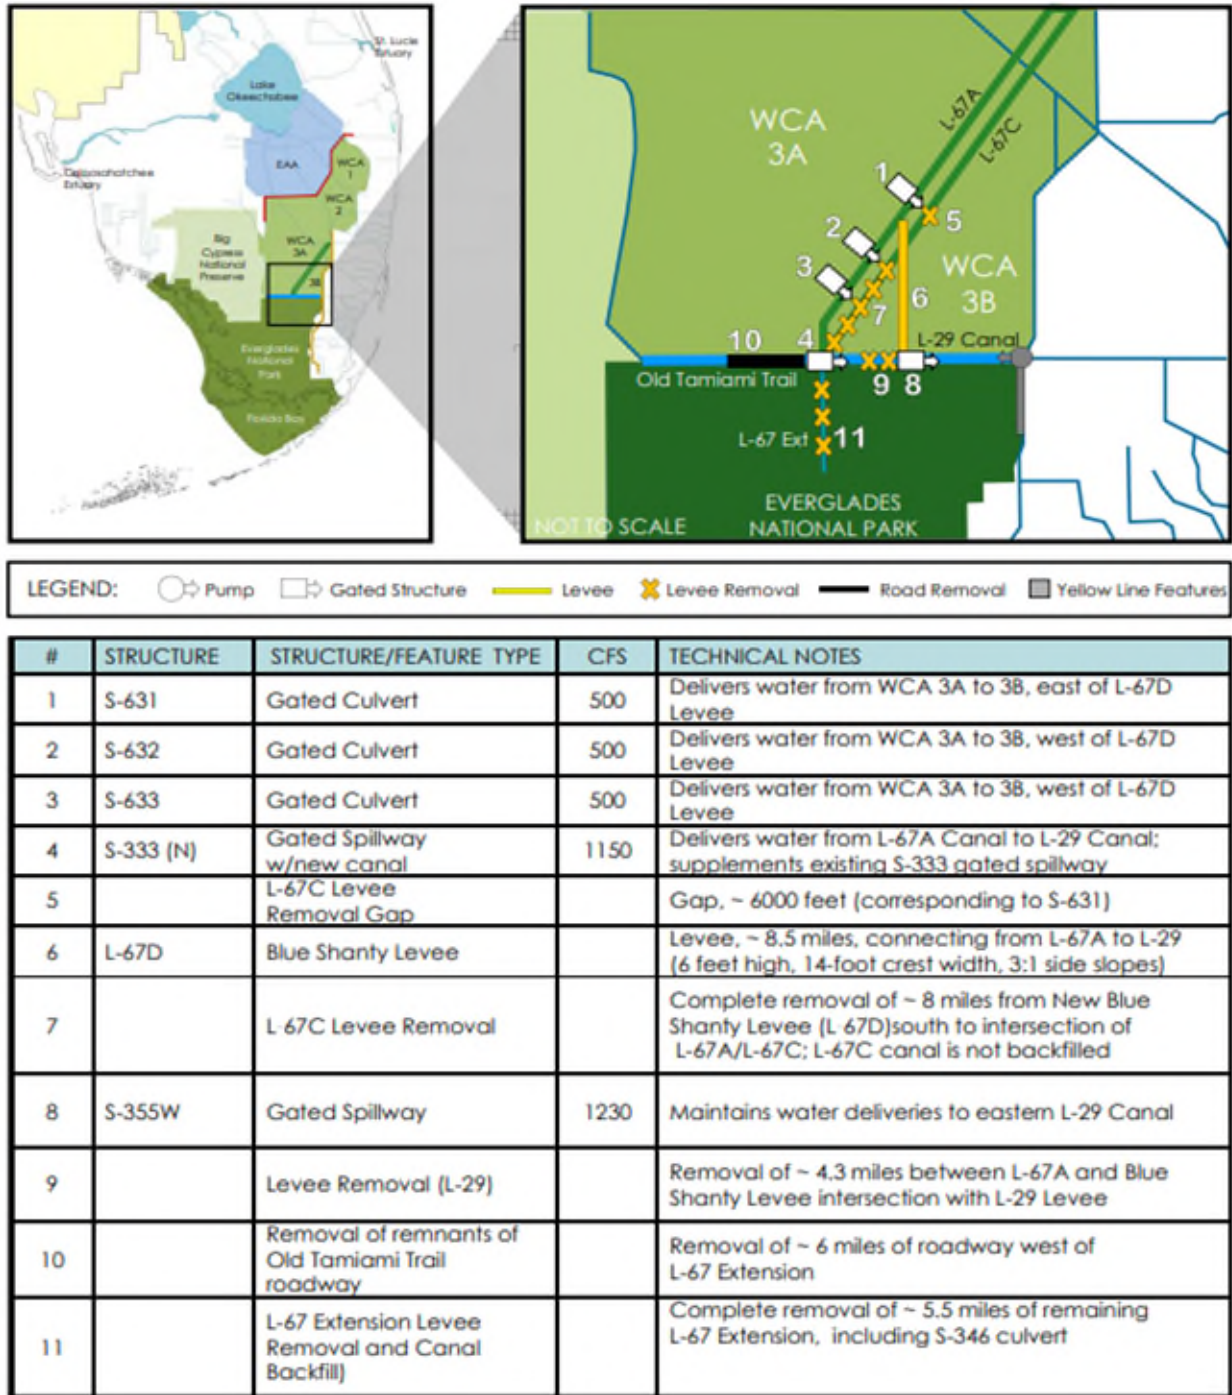 St. Lucie
Estuary
Lake
Okeechobee
EAA
WCA
1
WCA
2
Caloosahatchee
Estuary
Big
Cypress
National
Preserve
WCA
3A
3B
Everglades
National
Park
Florida Bay
WCA
3A
L-67A
L-67C
1
5
2
3
WCA
3B
6
7
10
4
L-29 Canal
Old Tamiami Trail
9
8
L-67 Ext
11
EVERGLADES
NATIONAL PARK
NOT TO SCALE
LEGEND: Pump Gated Structure Levee Levee Removal Road Removal Yellow Line Features
# STRUCTURE STRUCTURE/FEATURE TYPE CFS TECHNICAL NOTES
1 S-631 Gated Culvert 500 Delivers water from WCA 3A to 3B, east of L-67D
Levee
2 S-632 Gated Culvert 500 Delivers water from WCA 3A to 3B, west of L-67D
Levee
3 S-633 Gated Culvert 500 Delivers water from WCA 3A to 3B, west of L-67D
Levee
4 S-333 (N) Gated Spillway
w/new canal 1150 Delivers water from L-67A Canal to L-29 Canal;
supplements existing S-333 gated spillway
5 L-67C Levee
Removal Gap Gap, ~ 6000 feet (corresponding to S-631)
6 L-67D Blue Shanty Levee Levee, ~ 8.5 miles, connecting from L-67A to L-29
(6 feet high, 14-foot crest width, 3:1 side slopes)
7 L-67C Levee Removal Complete removal of ~ 8 miles from New Blue
Shanty Levee (L 67D)south to intersection of
L-67A/L-67C; L-67C canal is not backfilled
8 S-355W Gated Spillway 1230 Maintains water deliveries to eastern L-29 Canal
9 Levee Removal (L-29) Removal of ~ 4.3 miles between L-67A and Blue
Shanty Levee intersection with L-29 Levee
10 Removal of remnants of
Old Tamiami Trail
roadway Removal of ~ 6 miles of roadway west of
L-67 Extension
11 L-67 Extension Levee
Removal and Canal
Backfill) Complete removal of ~ 5.5 miles of remaining
L-67 Extension, including S-346 culvert